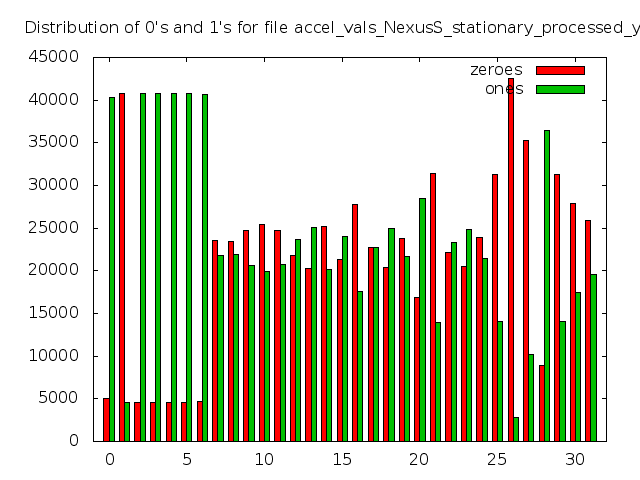 Distribution of 0's and 1's for file accel_vals_NexusS_stationary_processed_y
45000
40000
35000
30000
25000
20000
15000
10000
5000
0
zeroes
ones
0 5 10 15 20 25 30